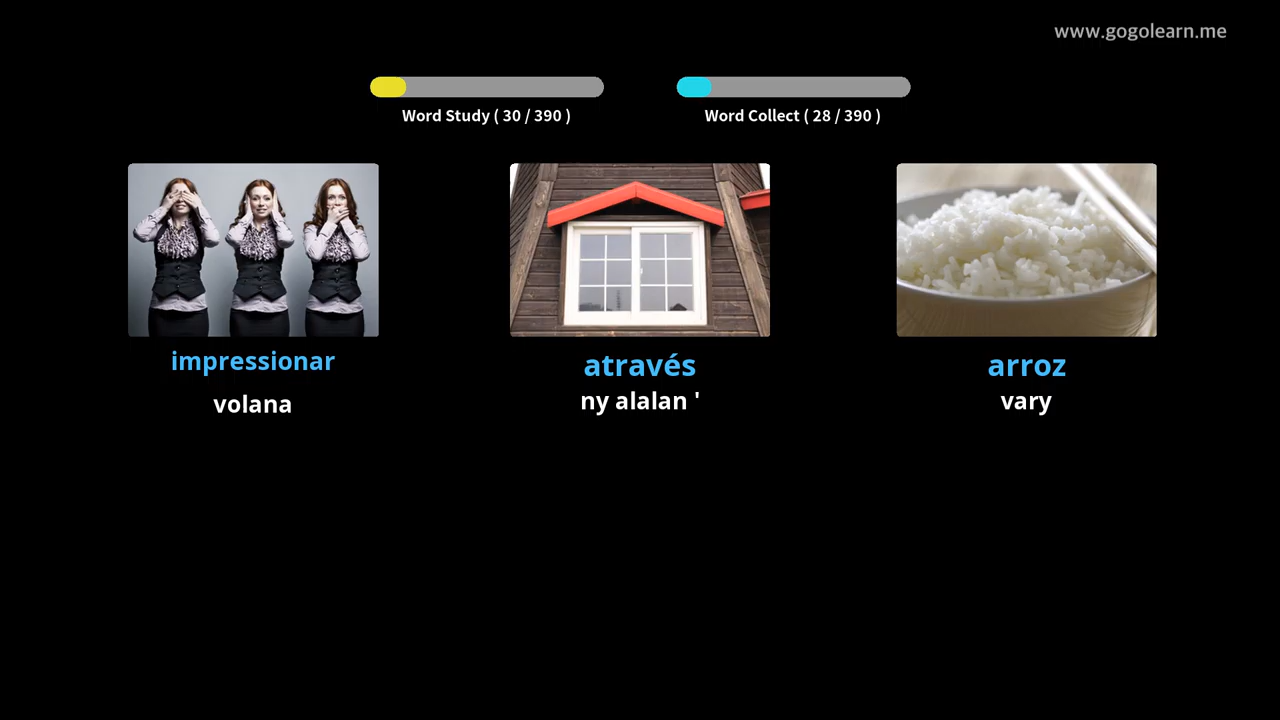 www.gogolearn.me
Word Study ( 30 / 390 )
Word Collect ( 28 / 390 )
impressionar
volana
através
ny alalan '
arroz
vary